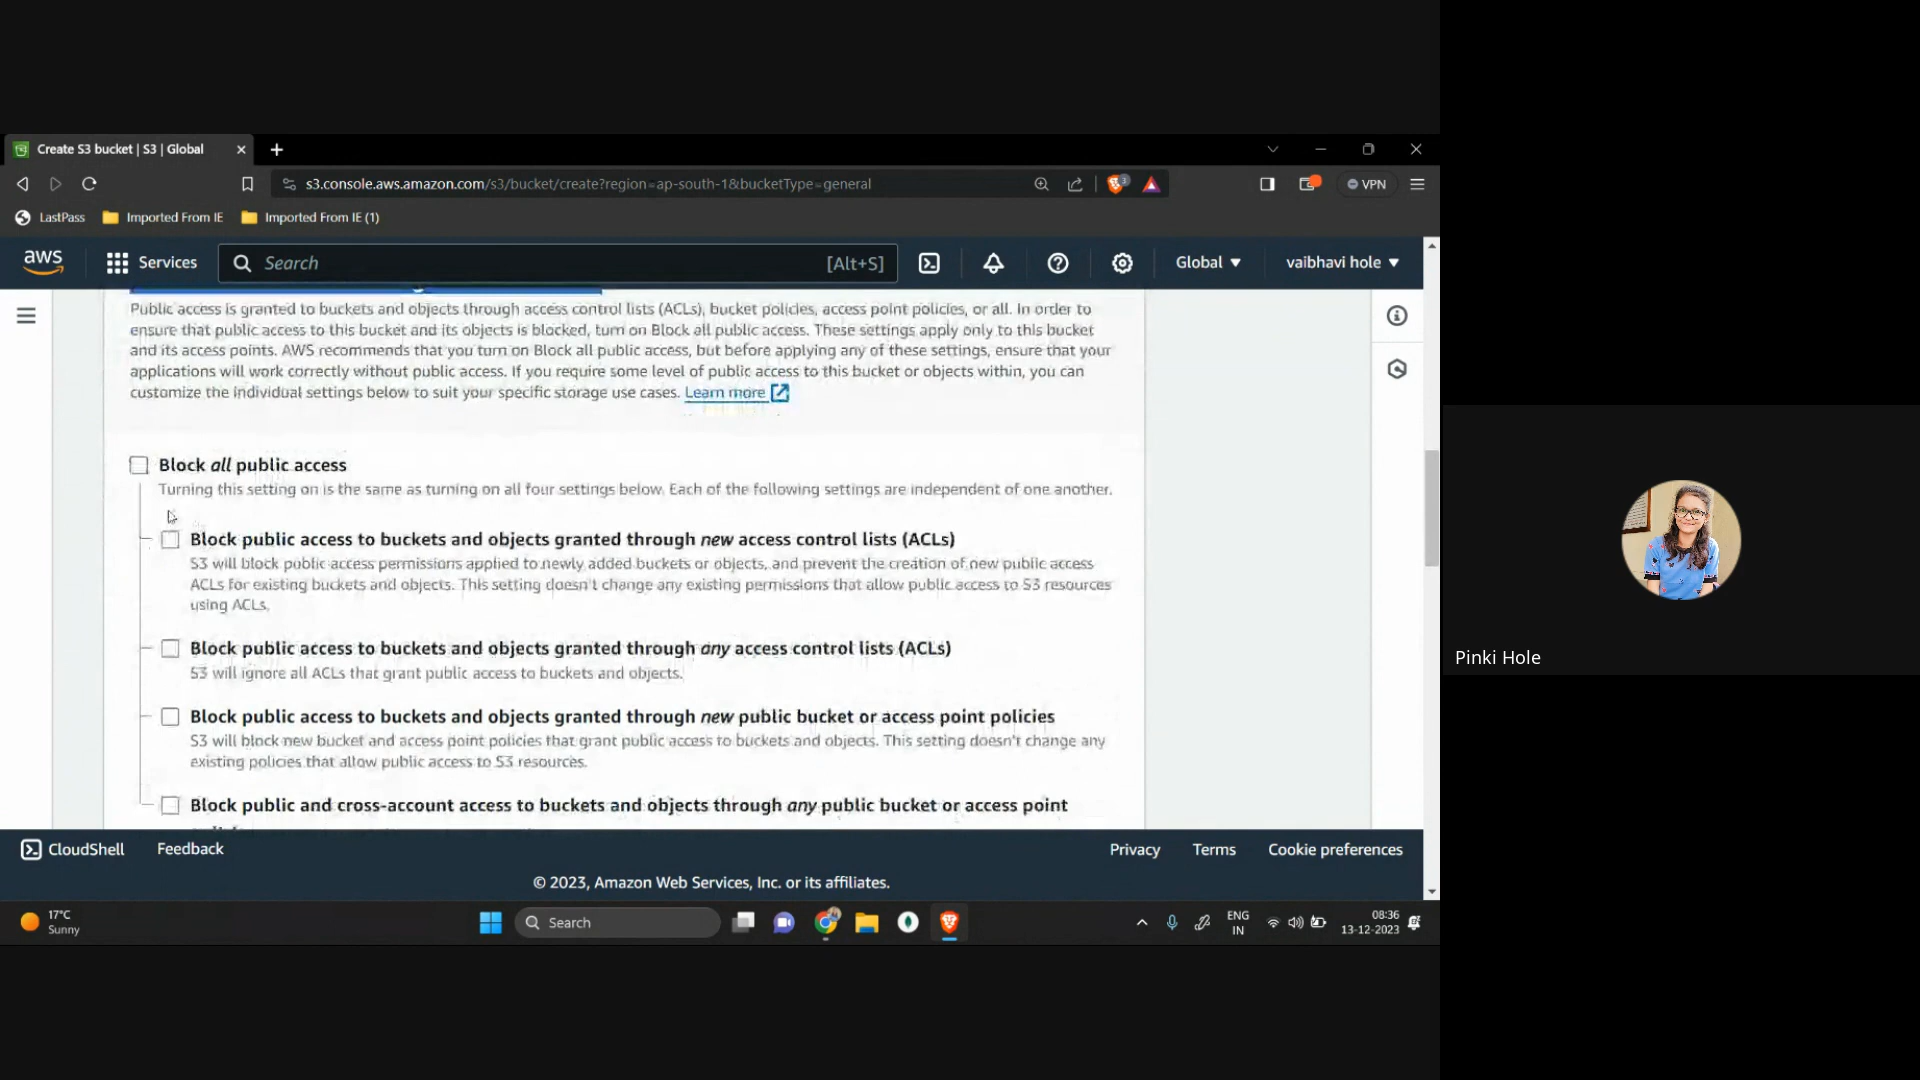 Create S3 bucket | S3 | Global
s3.console.aws.amazon.com/s3/bucket/create?region=ap-south-1&bucketType=general
3
VPN
LastPass
Imported From IE
Imported From IE (1)
aws
Services
Search
[Alt+S]
Global
vaibhavi hole
Public access is granted to buckets and objects through access control lists (ACLs), bucket policies, access point policies, or all. In order to
ensure that public access to this bucket and its objects is blocked, turn on Block all public access. These settings apply only to this bucket
and its access points. AWS recommends that you turn on Block all public access, but before applying any of these settings, ensure that your
applications will work correctly without public access. If you require some level of public access to this bucket or objects within, you can
customize the individual settings below to suit your specific storage use cases. Learn more
Block all public access
Turning this setting on is the same as turning on all four settings below. Each of the following settings are independent of one another.
Block public access to buckets and objects granted through new access control lists (ACLs)
S3 will block public access permissions applied to newly added buckets or objects, and prevent the creation of new public access
ACLs for existing buckets and objects. This setting doesn't change any existing permissions that allow public access to S3 resources
using ACLs.
Block public access to buckets and objects granted through any access control lists (ACLs)
S3 will ignore all ACLs that grant public access to buckets and objects.
Block public access to buckets and objects granted through new public bucket or access point policies
S3 will block new bucket and access point policies that grant public access to buckets and objects. This setting doesn't change any
existing policies that allow public access to S3 resources.
Block public and cross-account access to buckets and objects through any public bucket or access point
CloudShell
Feedback
Privacy
Terms
Cookie preferences
© 2023, Amazon Web Services, Inc. or its affiliates.
17°C
Sunny
Search
ENG
IN
08:36
13-12-2023
Pinki Hole